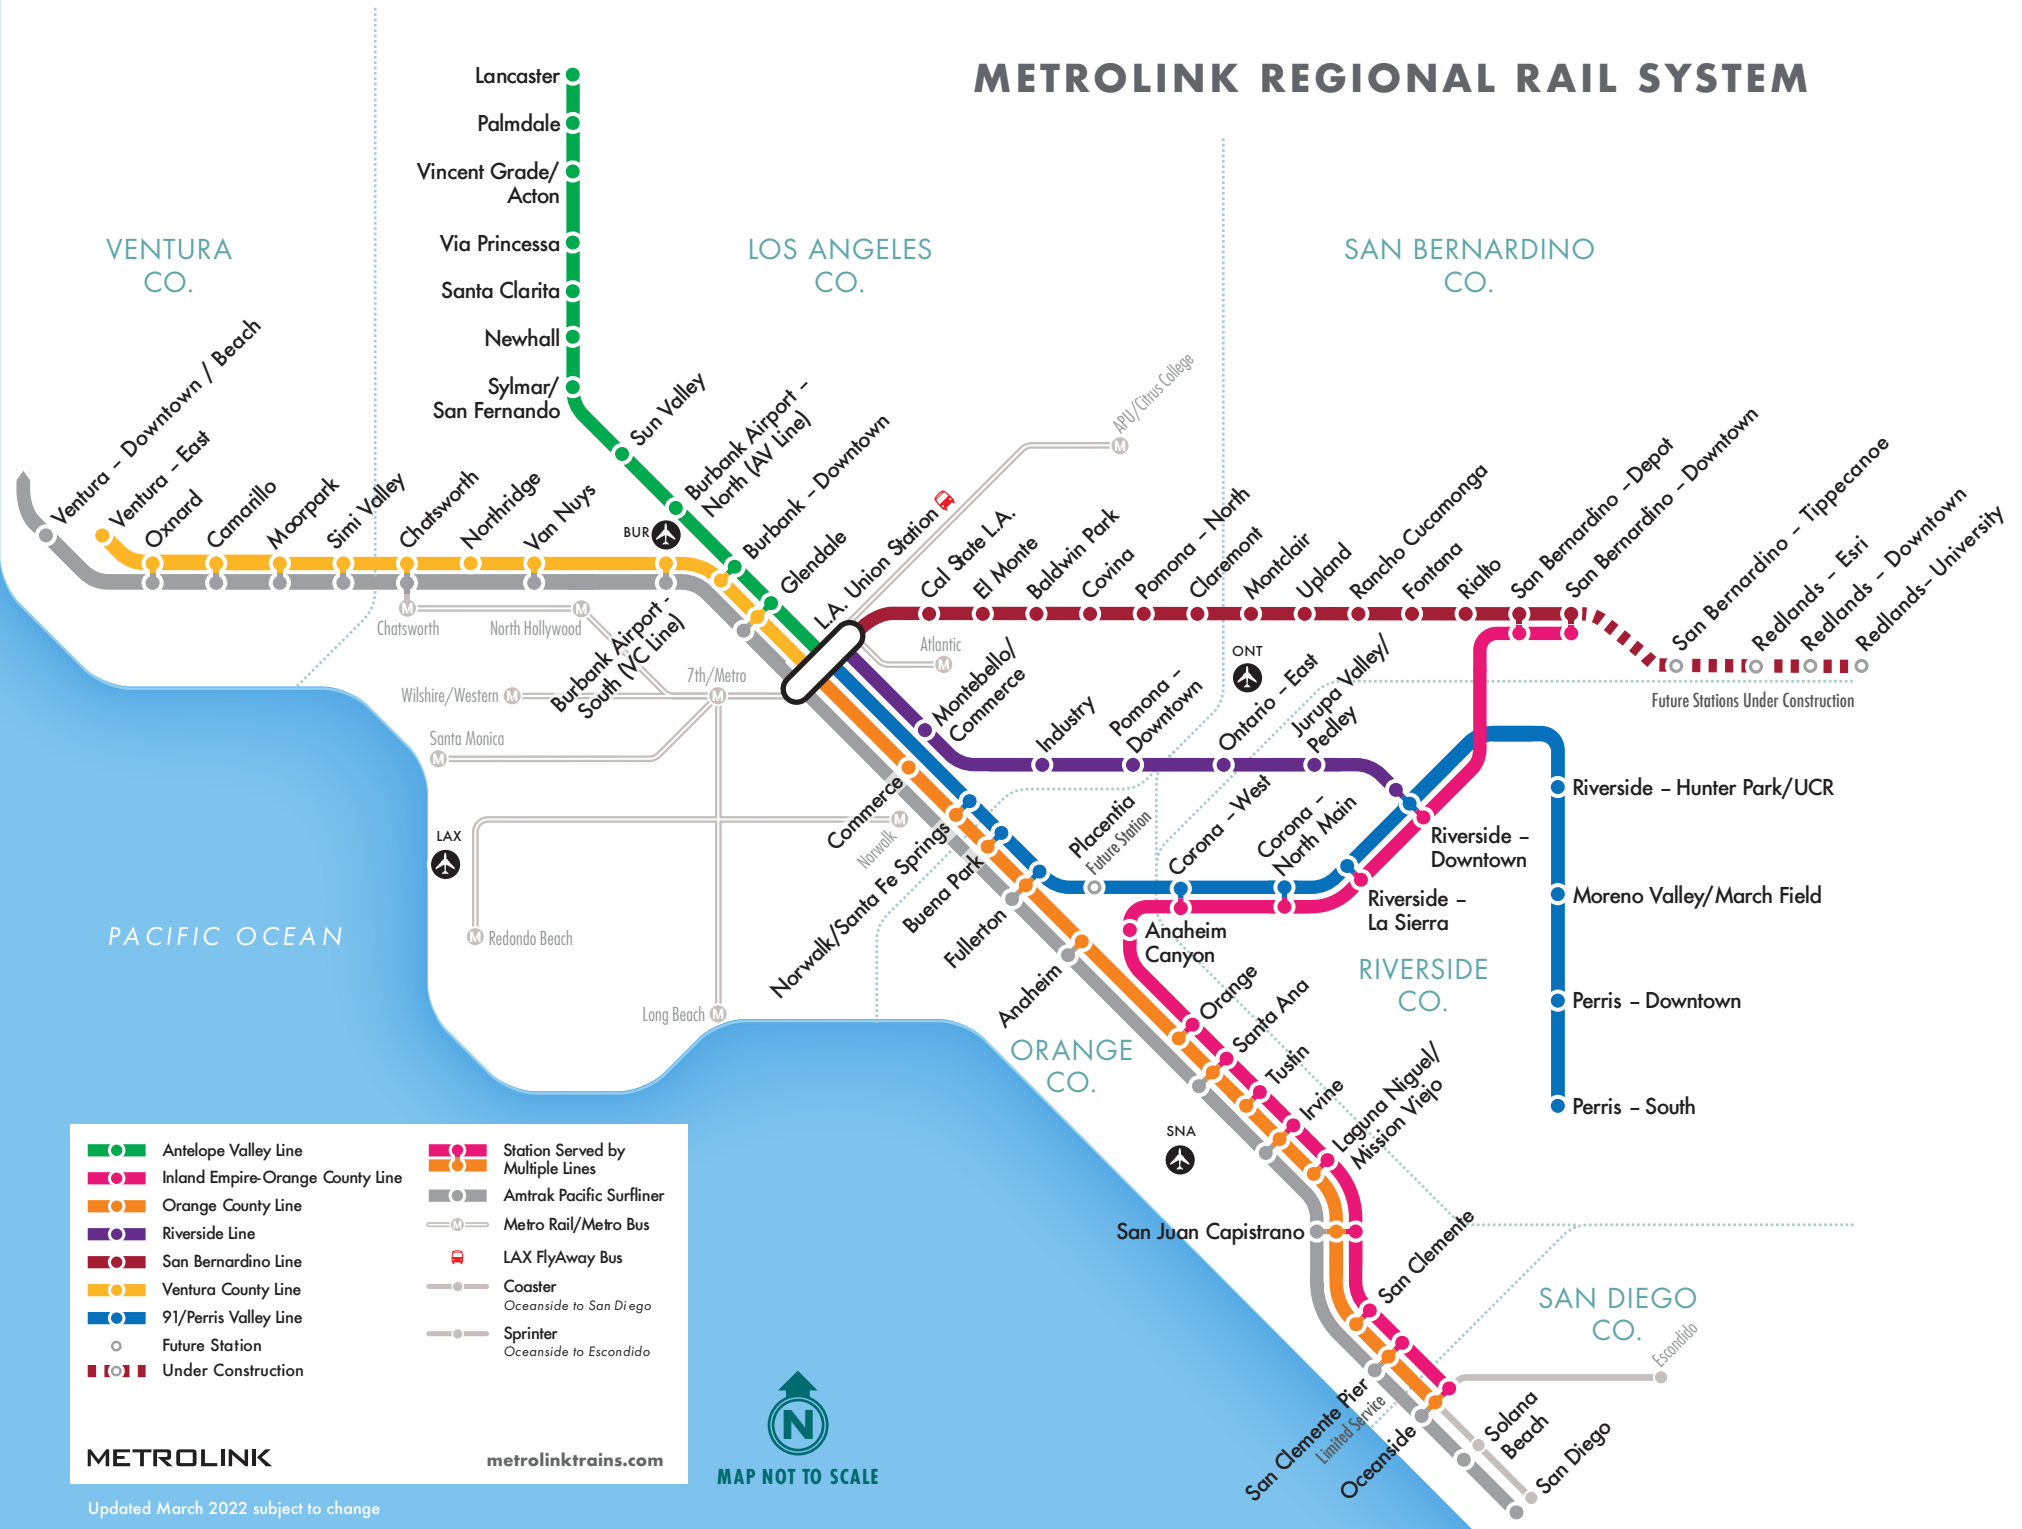 METROLINK REGIONAL RAIL SYSTEM
Lancaster
Palmdale
Vincent Grade/
Acton
Via Princessa
Santa Clarita
Newhall
Sylmar/
San Fernando
VENTURA
CO.
LOS ANGELES
CO.
SAN BERNARDINO
CO.
Ventura – Downtown / Beach
Ventura – East
Oxnard
Camarillo
Moorpark
Simi Valley
Chatsworth
Northridge
Van Nuys
BUR
Sun Valley
Burbank Airport –
North (AV Line)
Burbank – Downtown
Glendale
L.A. Union Station
M
APU/Citrus College
Cal State L.A.
El Monte
Baldwin Park
Covina
Pomona – North
Claremont
Montclair
Upland
Rancho Cucamonga
Fontana
Rialto
San Bernardino –Depot
San Bernardino – Downtown
San Bernardino – Tippecanoe
Redlands – Esri
Redlands – Downtown
Redlands– University
Future Stations Under Construction
M
Chatsworth
M
North Hollywood
Burbank Airport -
South (VC Line)
Atlantic
M
Wilshire/Western M
7th/Metro
M
Santa Monica
M
Montebello/
Commerce
Industry
Pomona –
Downtown
ONT
Ontario – East
Jurupa Valley/
Pedley
LAX
Commerce
M
Norwalk
Norwalk/Santa Fe Springs
Buena Park
Fullerton
Anaheim
Placentia
Future Station
Corona – West
Corona –
North Main
Riverside –
Downtown
Riverside –
La Sierra
Riverside – Hunter Park/UCR
Moreno Valley/March Field
Perris – Downtown
Perris – South
PACIFIC OCEAN
M Redondo Beach
Long Beach M
Anaheim
Canyon
RIVERSIDE
CO.
ORANGE
CO.
Orange
Santa Ana
Tustin
Irvine
Laguna Niguel/
Mission Viejo
SNA
San Juan Capistrano
San Clemente
SAN DIEGO
CO.
San Clemente Pier
Limited Service
Oceanside
Escondido
Solana
Beach
San Diego
Antelope Valley Line
Inland Empire-Orange County Line
Orange County Line
Riverside Line
San Bernardino Line
Ventura County Line
91/Perris Valley Line
Future Station
Under Construction
Station Served by
Multiple Lines
Amtrak Pacific Surfliner
M Metro Rail/Metro Bus
LAX FlyAway Bus
Coaster
Oceanside to San Diego
Sprinter
Oceanside to Escondido
METROLINK
metrolinktrains.com
N
MAP NOT TO SCALE
Updated March 2022 subject to change